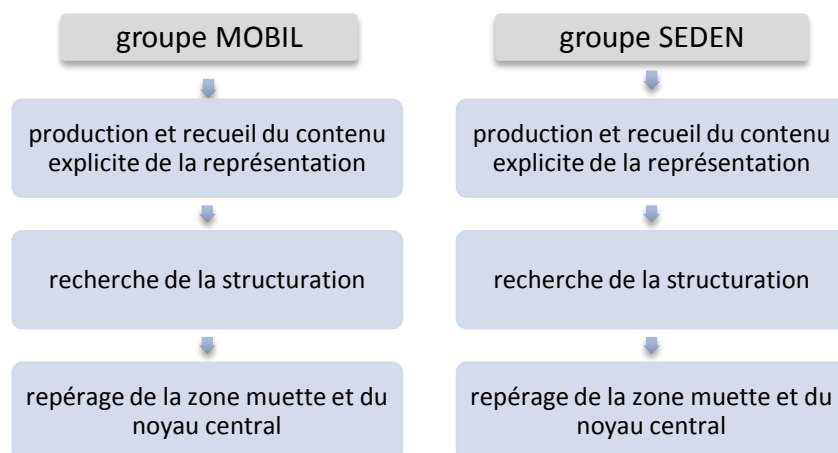 groupe MOBIL
production et recueil du contenu
explicite de la représentation
recherche de la structuration
repérage de la zone muette et du
noyau central
groupe SEDEN
production et recueil du contenu
explicite de la représentation
recherche de la structuration
repérage de la zone muette et du
noyau central